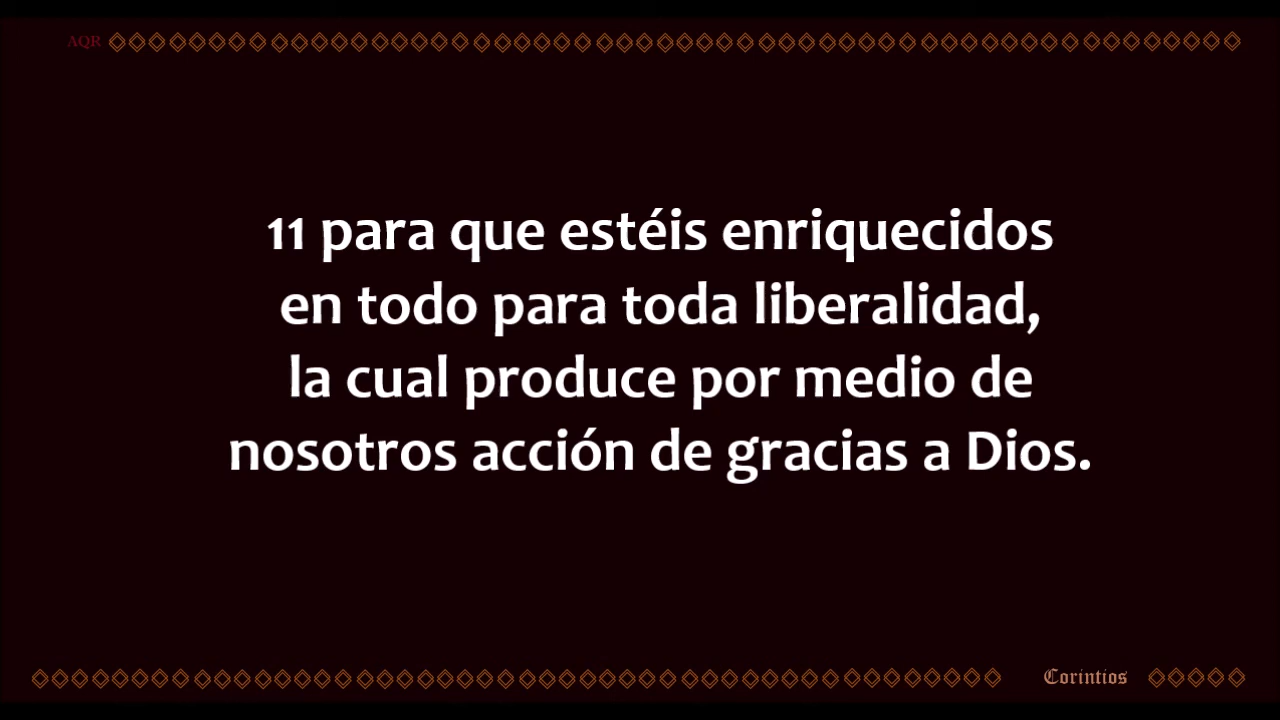 AQR
11 para que estéis enriquecidos
en todo para toda liberalidad,
la cual produce por medio de
nosotros acción de gracias a Dios.
Corintios